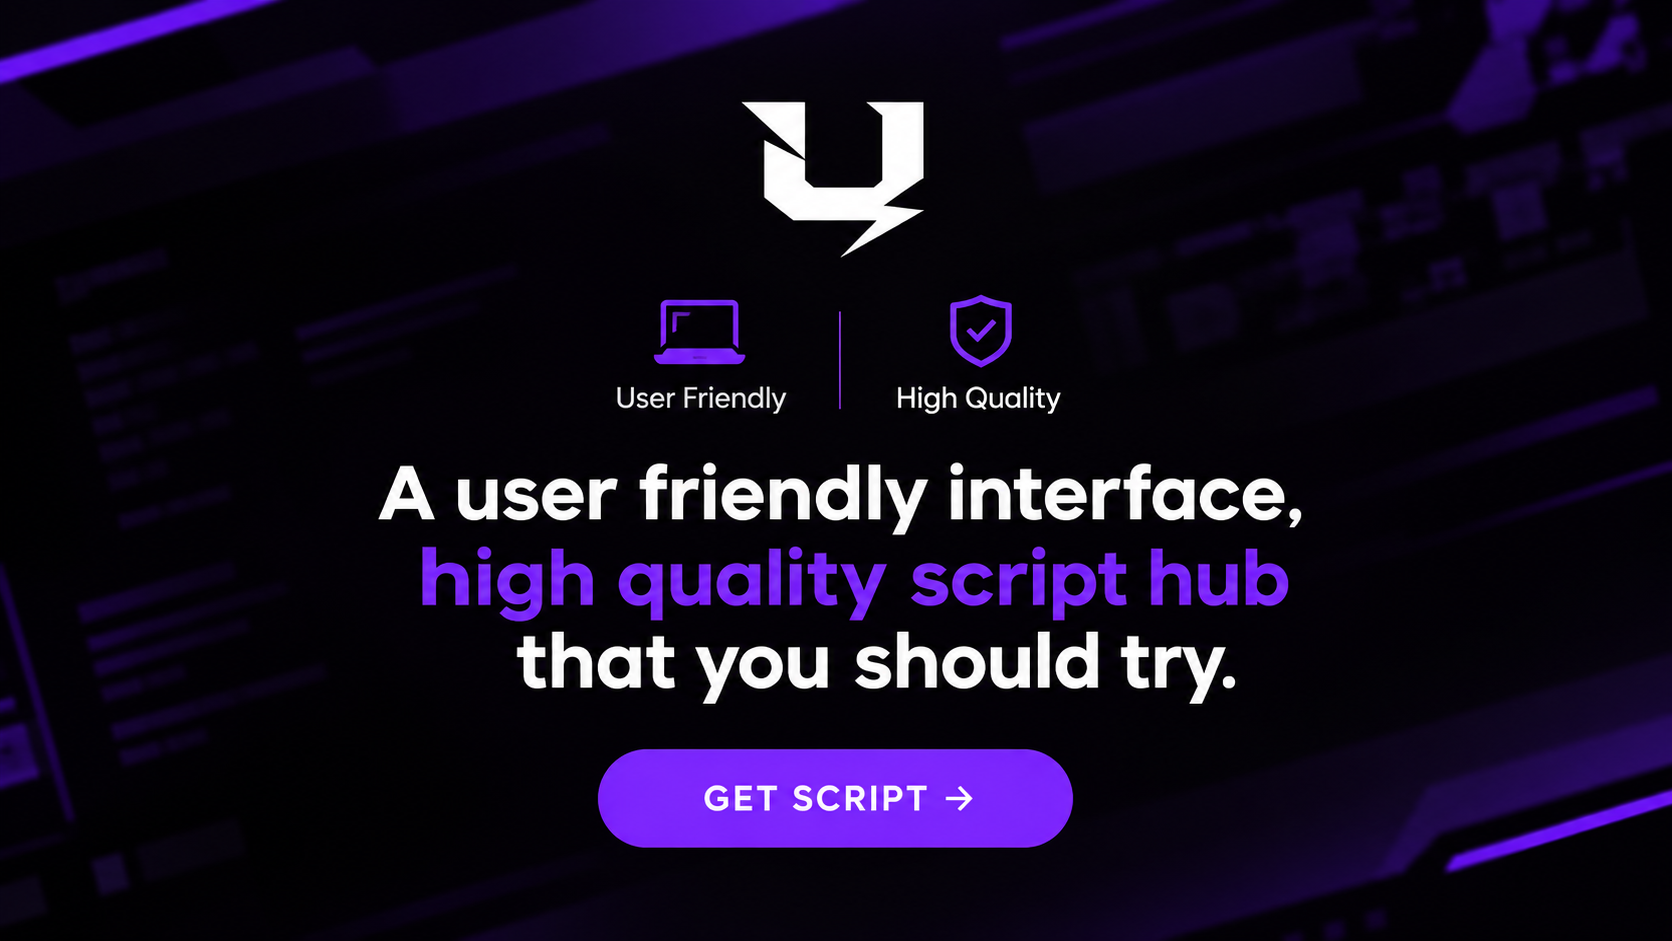 User Friendly
High Quality
A user friendly interface,
high quality script hub
that you should try.
GET SCRIPT →